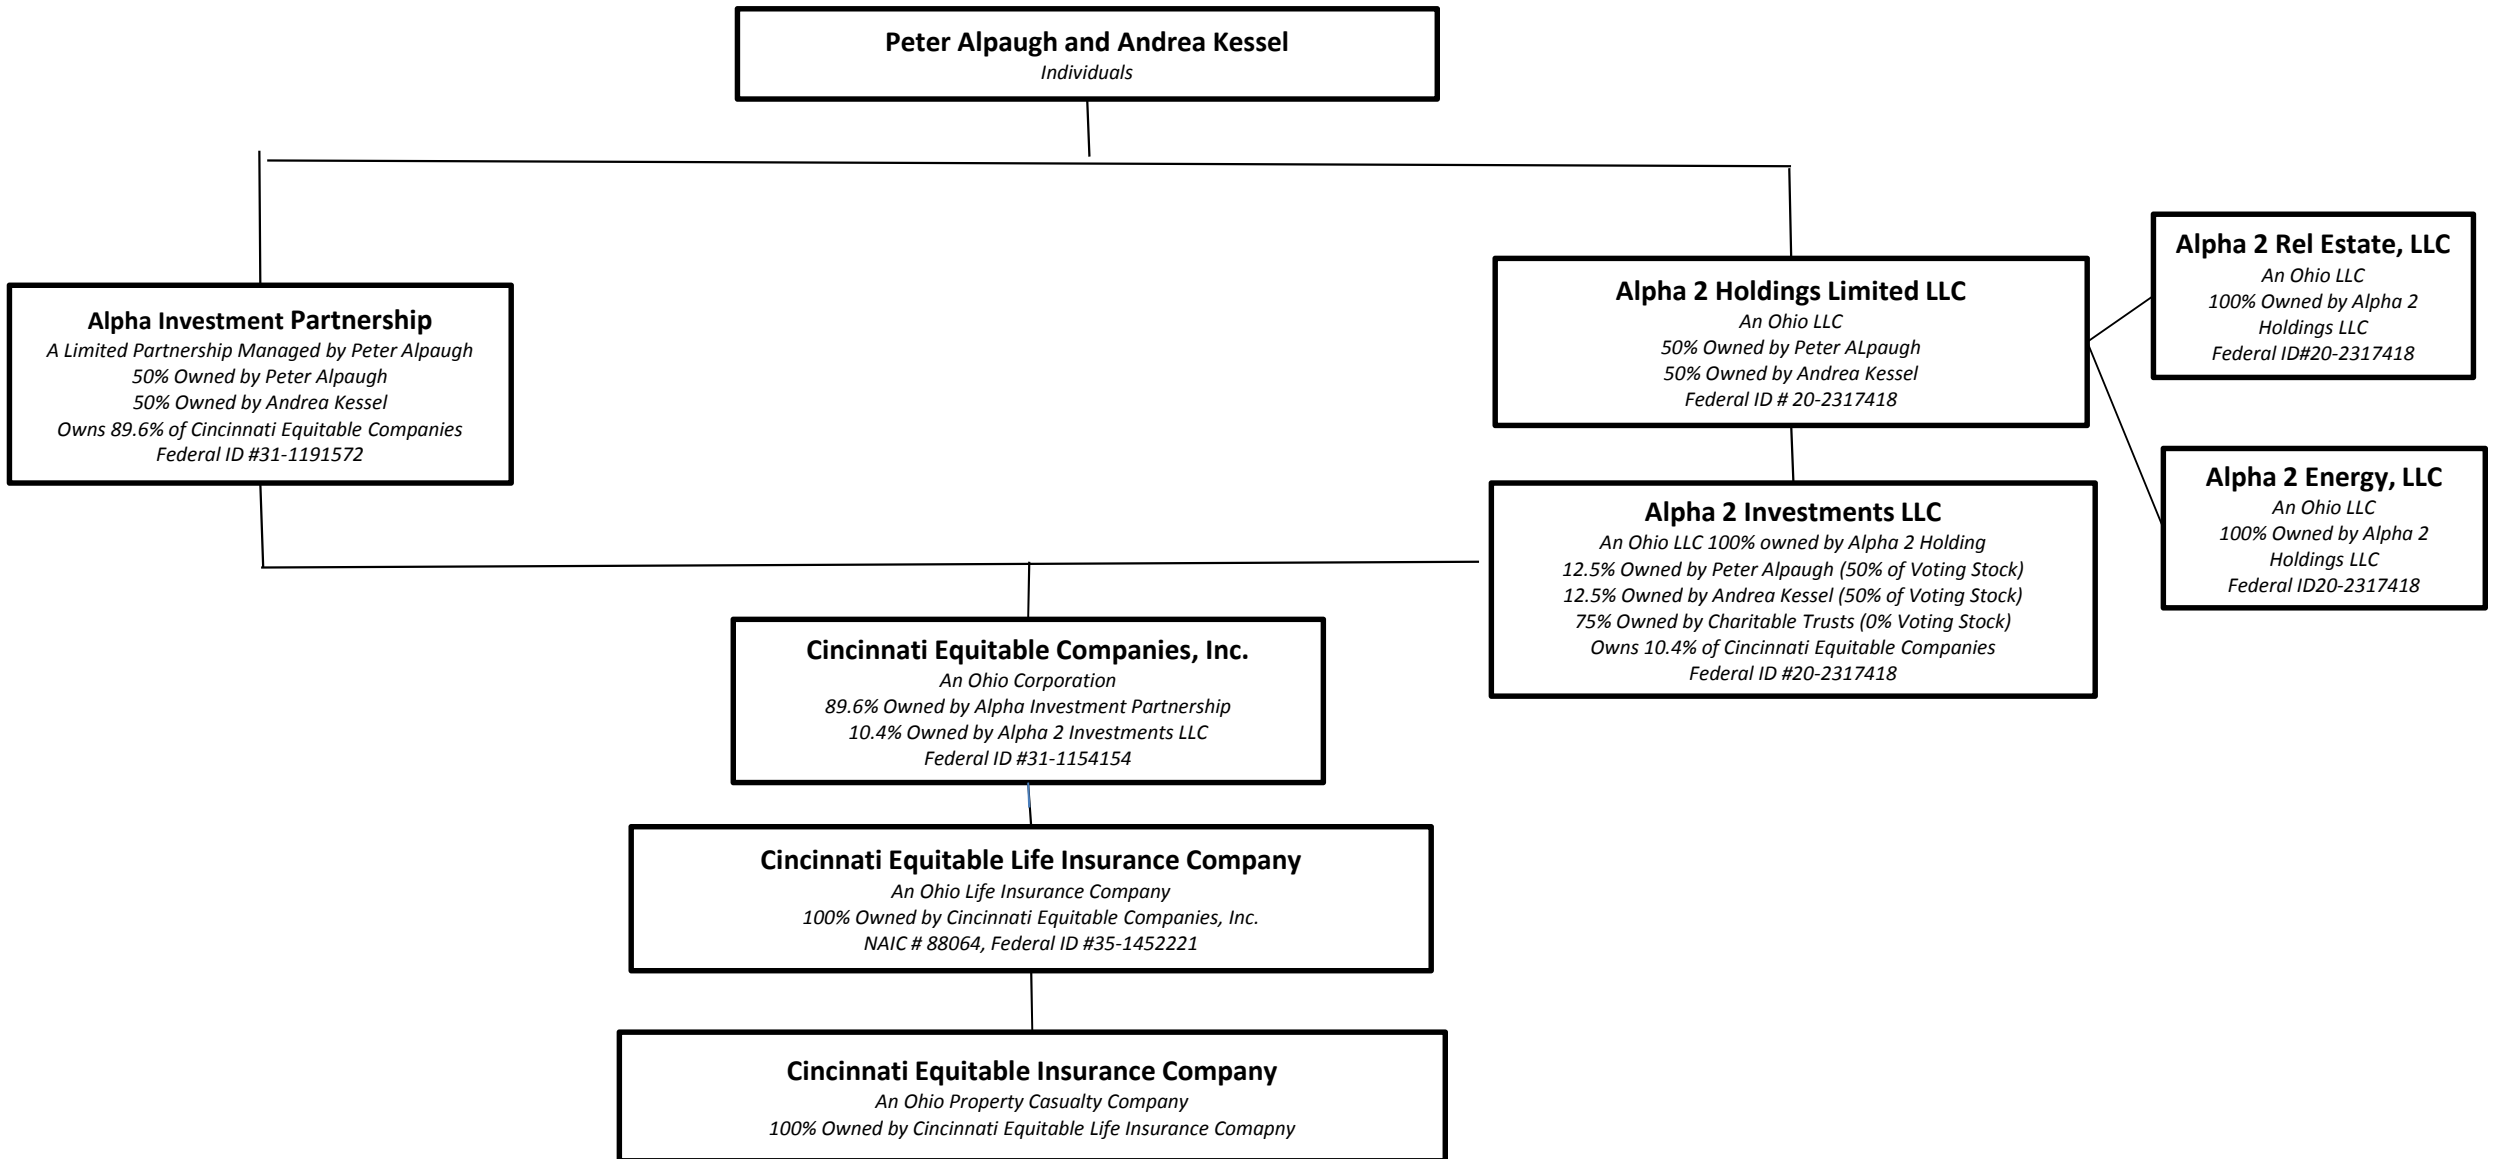 Peter Alpaugh and Andrea Kessel
Individuals
Alpha Investment Partnership
A Limited Partnership Managed by Peter Alpaugh
50% Owned by Peter Alpaugh
50% Owned by Andrea Kessel
Owns 89.6% of Cincinnati Equitable Companies
Federal ID #31-1191572
Alpha 2 Holdings Limited LLC
An Ohio LLC
50% Owned by Peter ALpaugh
50% Owned by Andrea Kessel
Federal ID # 20-2317418
Alpha 2 Rel Estate, LLC
An Ohio LLC
100% Owned by Alpha 2
Holdings LLC
Federal ID#20-2317418
Alpha 2 Energy, LLC
An Ohio LLC
100% Owned by Alpha 2
Holdings LLC
Federal ID20-2317418
Alpha 2 Investments LLC
An Ohio LLC 100% owned by Alpha 2 Holding
12.5% Owned by Peter Alpaugh (50% of Voting Stock)
12.5% Owned by Andrea Kessel (50% of Voting Stock)
75% Owned by Charitable Trusts (0% Voting Stock)
Owns 10.4% of Cincinnati Equitable Companies
Federal ID #20-2317418
Cincinnati Equitable Companies, Inc.
An Ohio Corporation
89.6% Owned by Alpha Investment Partnership
10.4% Owned by Alpha 2 Investments LLC
Federal ID #31-1154154
Cincinnati Equitable Life Insurance Company
An Ohio Life Insurance Company
100% Owned by Cincinnati Equitable Companies, Inc.
NAIC # 88064, Federal ID #35-1452221
Cincinnati Equitable Insurance Company
An Ohio Property Casualty Company
100% Owned by Cincinnati Equitable Life Insurance Comapny